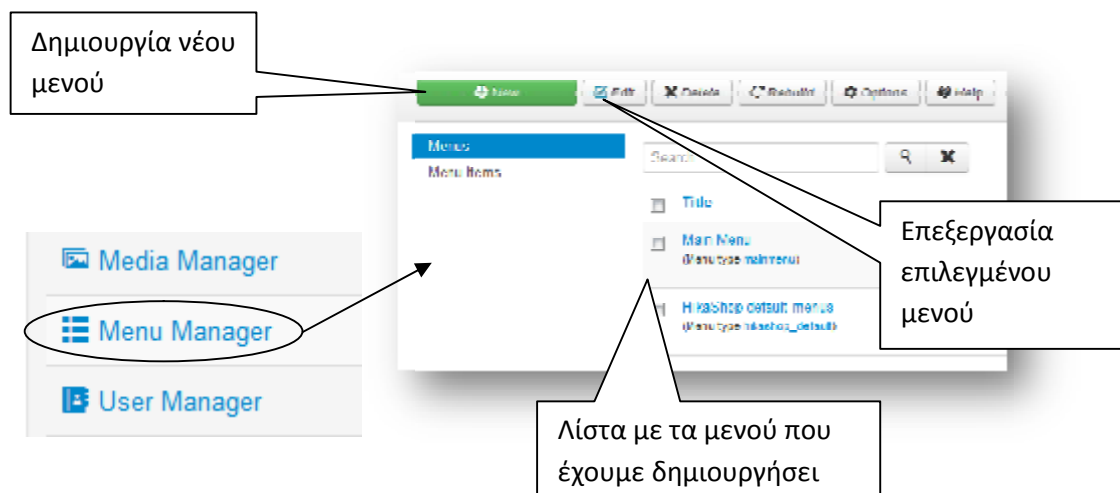 Δημιουργία νέου
μενού
New Edit Delete Rebuild Options Help
Menus
Menu Items
Search
Title
Main Menu
(Menu type mainmenu)
HikaShop default menus
(Menu type hikashop_default)
Επεξεργασία
επιλεγμένου
μενού
Media Manager
Menu Manager
User Manager
Λίστα με τα μενού που
έχουμε δημιουργήσει